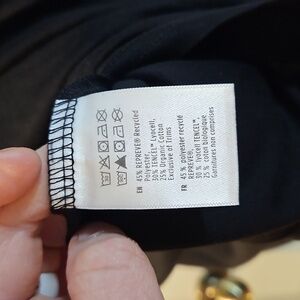 EN 45% REPREVE® Recycled
Polyester,
30% TENCEL™ Lyocell,
25% Organic Cotton
Exclusive of Trims
FR 45 % polyester recyclé
REPREVE®,
30 % lyocell TENCEL™,
25 % coton biologique
Garnitures non comprises